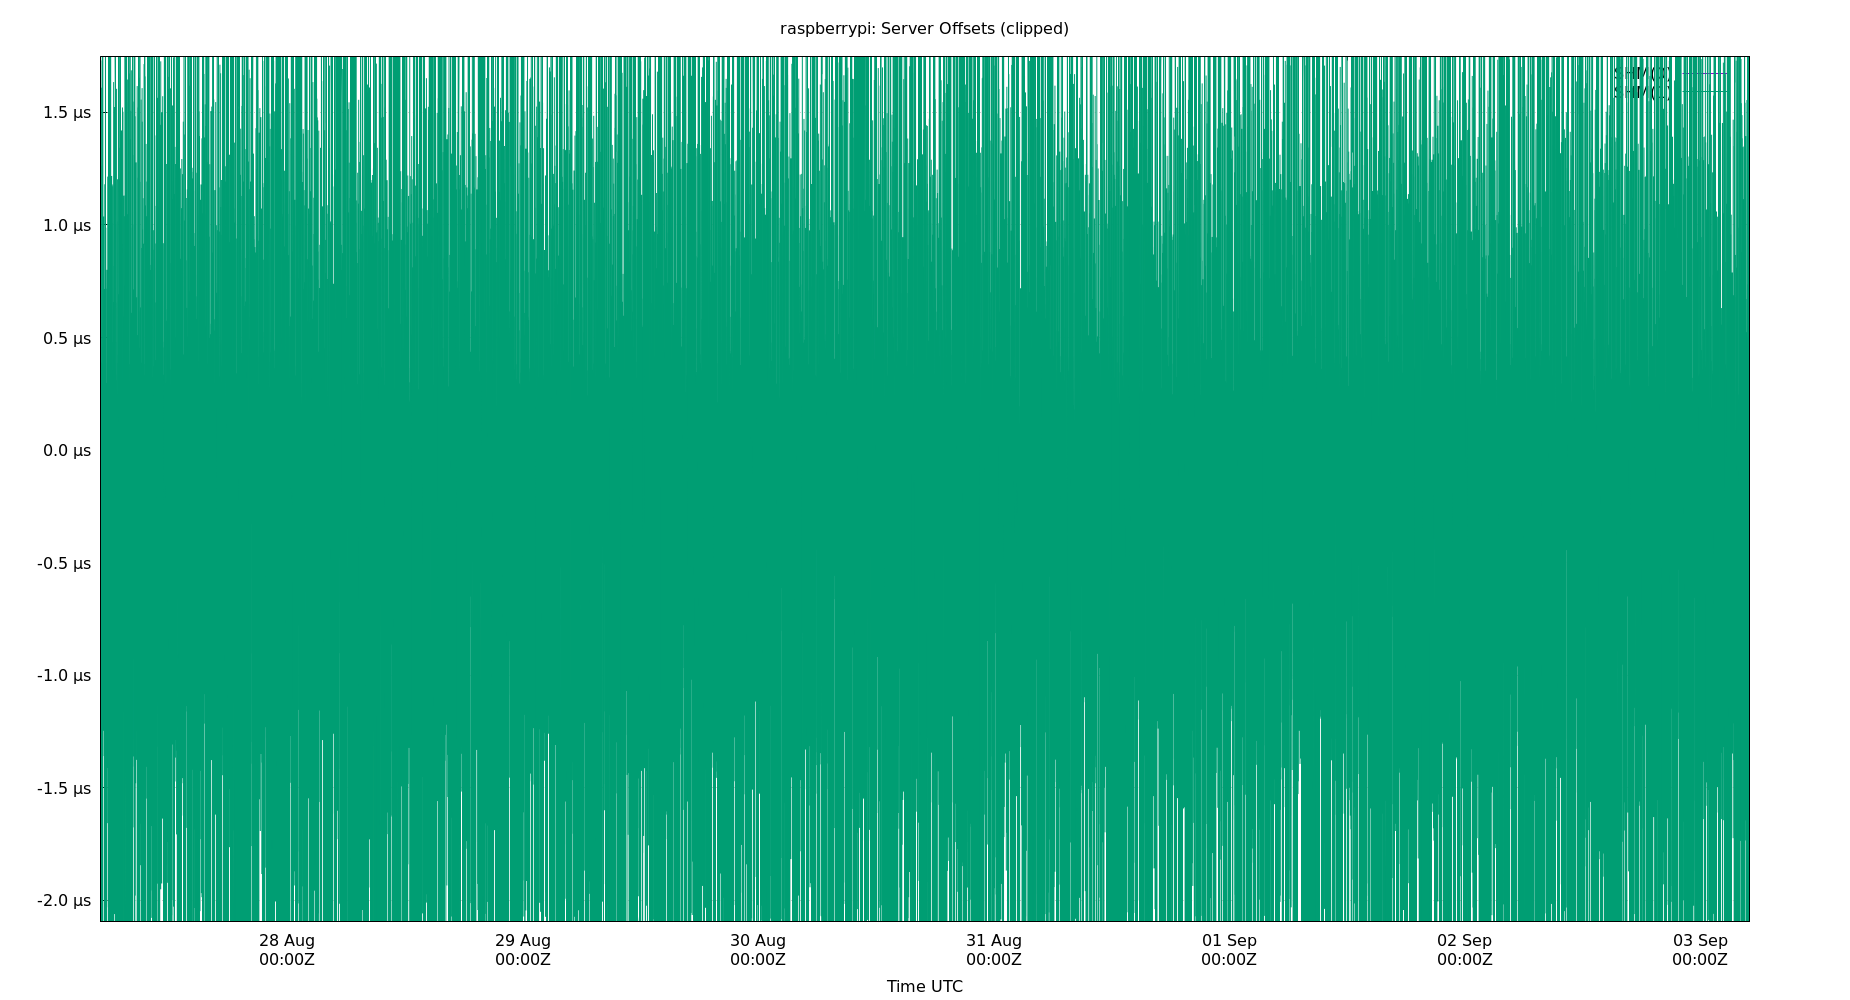 raspberrypi: Server Offsets (clipped)
1.5 µs
1.0 µs
0.5 µs
0.0 µs
-0.5 µs
-1.0 µs
-1.5 µs
-2.0 µs
28 Aug 29 Aug 30 Aug 31 Aug 01 Sep 02 Sep 03 Sep
00:00Z 00:00Z 00:00Z 00:00Z 00:00Z 00:00Z 00:00Z
Time UTC